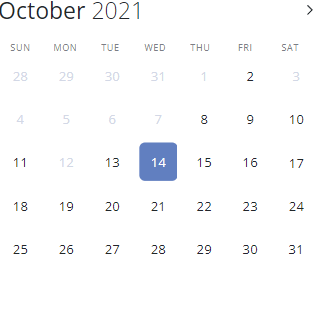 October 2021 >
SUN MON TUE WED THU FRI SAT
28 29 30 31 1 2 3
4 5 6 7 8 9 10
11 12 13 14 15 16 17
18 19 20 21 22 23 24
25 26 27 28 29 30 31